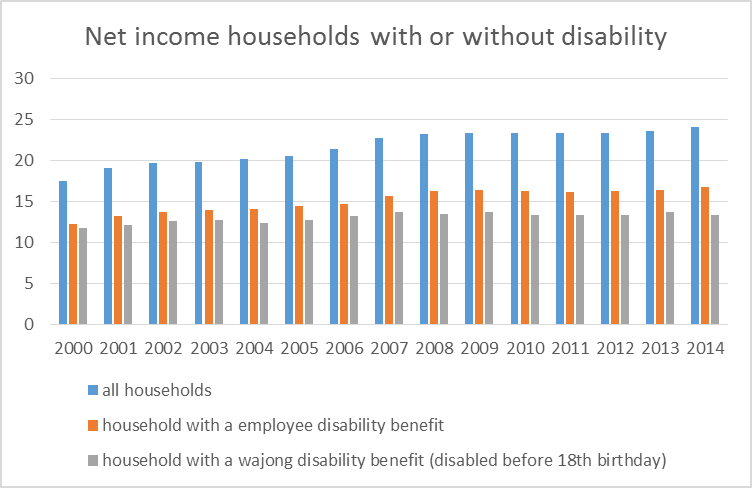 Net income households with or without disability
30
25
20
15
10
5
0
2000 2001 2002 2003 2004 2005 2006 2007 2008 2009 2010 2011 2012 2013 2014
all households
household with a employee disability benefit
household with a wajong disability benefit (disabled before 18th birthday)